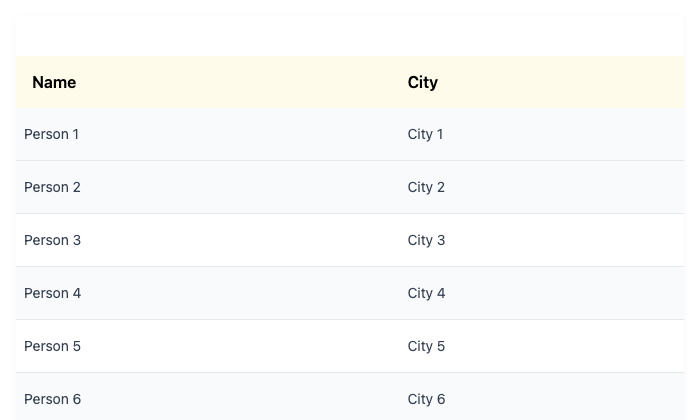 Name City
Person 1 City 1
Person 2 City 2
Person 3 City 3
Person 4 City 4
Person 5 City 5
Person 6 City 6